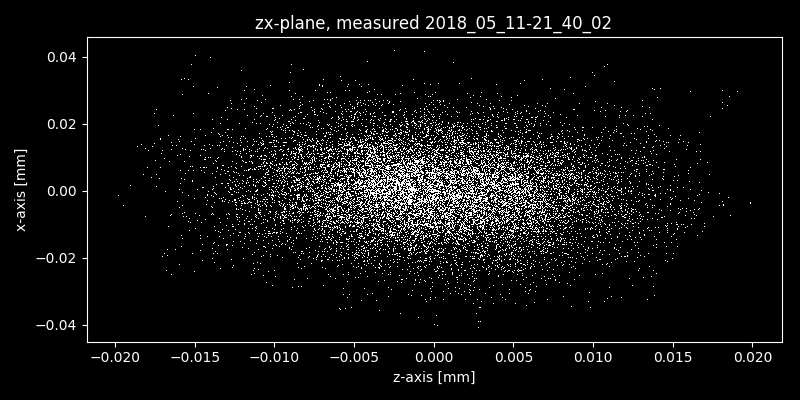 zx-plane, measured 2018_05_11-21_40_02
0.04
0.02
0.00
−0.02
−0.04
x-axis [mm]
−0.020 −0.015 −0.010 −0.005 0.000 0.005 0.010 0.015 0.020
z-axis [mm]